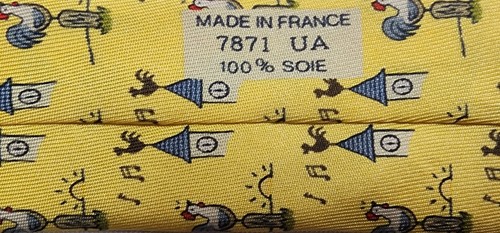 MADE IN FRANCE
7871 UA
100% SOIE